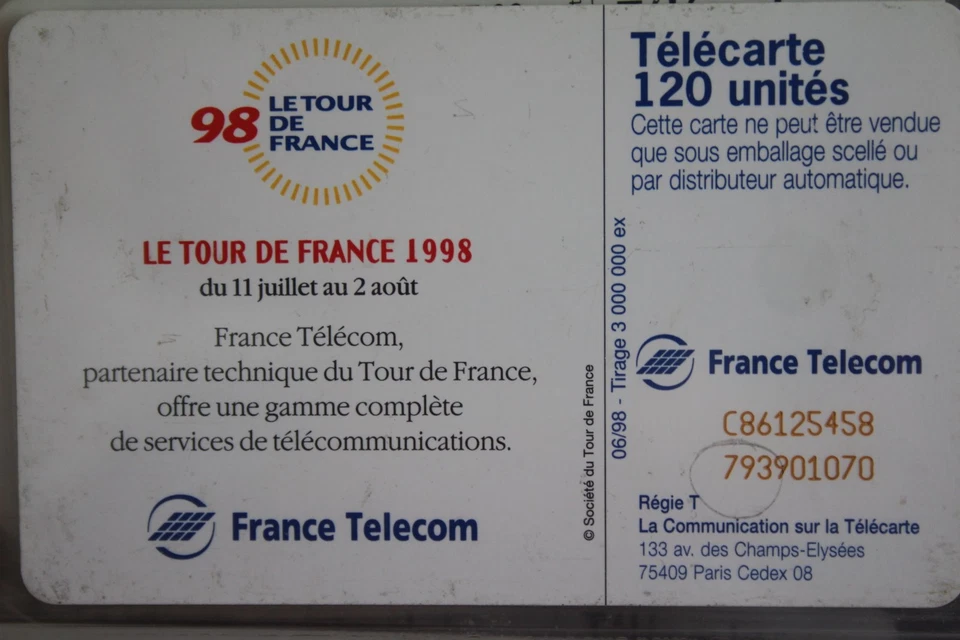 98 LE TOUR
DE
FRANCE
LE TOUR DE FRANCE 1998
du 11 juillet au 2 août
France Télécom,
partenaire technique du Tour de France,
offre une gamme complète
de services de télécommunications.
France Telecom
© Société du Tour de France
06/98 - Tirage 3 000 000 ex
Télécarte
120 unités
Cette carte ne peut être vendue
que sous emballage scellé ou
par distributeur automatique.
France Telecom
C86125458
793901070
Régie T
La Communication sur la Télécarte
133 av. des Champs-Elysées
75409 Paris Cedex 08